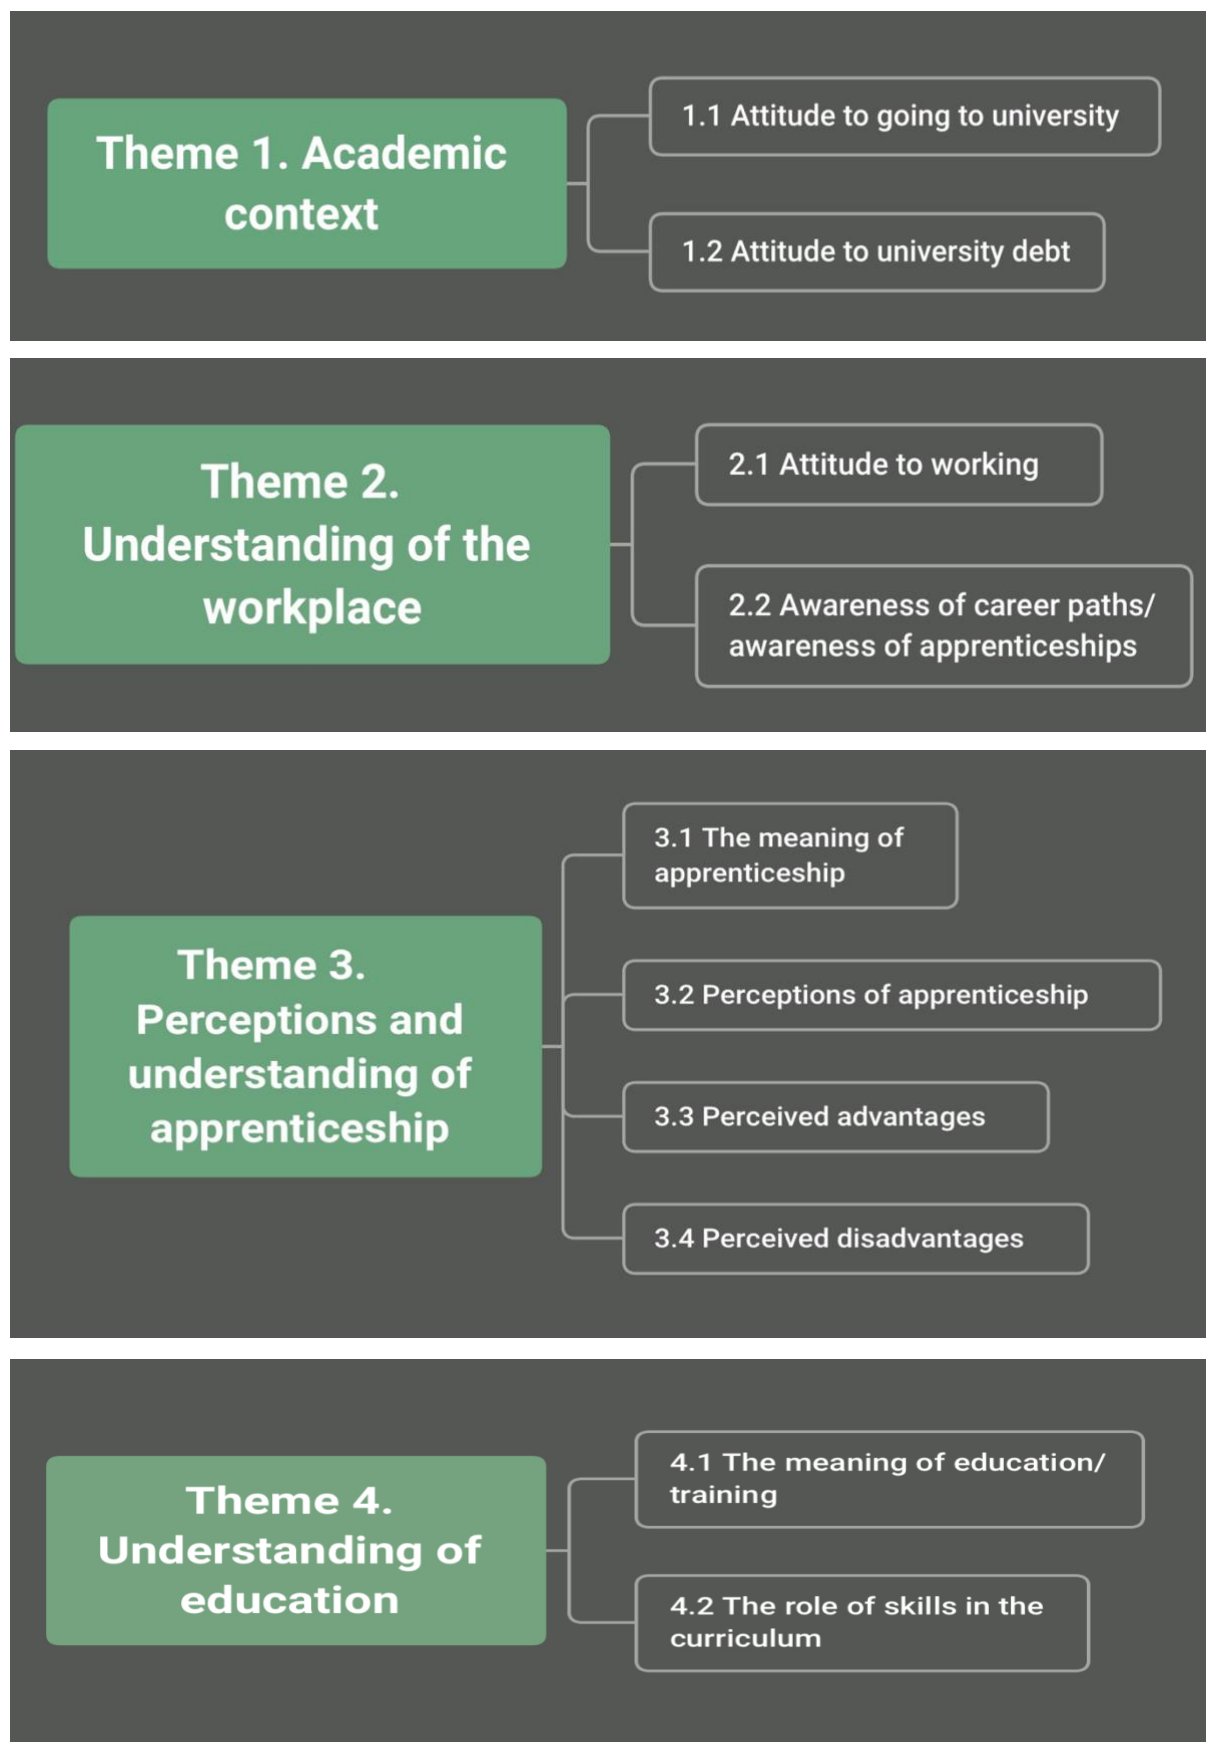 Theme 1. Academic
context
1.1 Attitude to going to university
1.2 Attitude to university debt
Theme 2.
Understanding of the
workplace
2.1 Attitude to working
2.2 Awareness of career paths/
awareness of apprenticeships
Theme 3.
Perceptions and
understanding of
apprenticeship
3.1 The meaning of
apprenticeship
3.2 Perceptions of apprenticeship
3.3 Perceived advantages
3.4 Perceived disadvantages
Theme 4.
Understanding of
education
4.1 The meaning of education/
training
4.2 The role of skills in the
curriculum